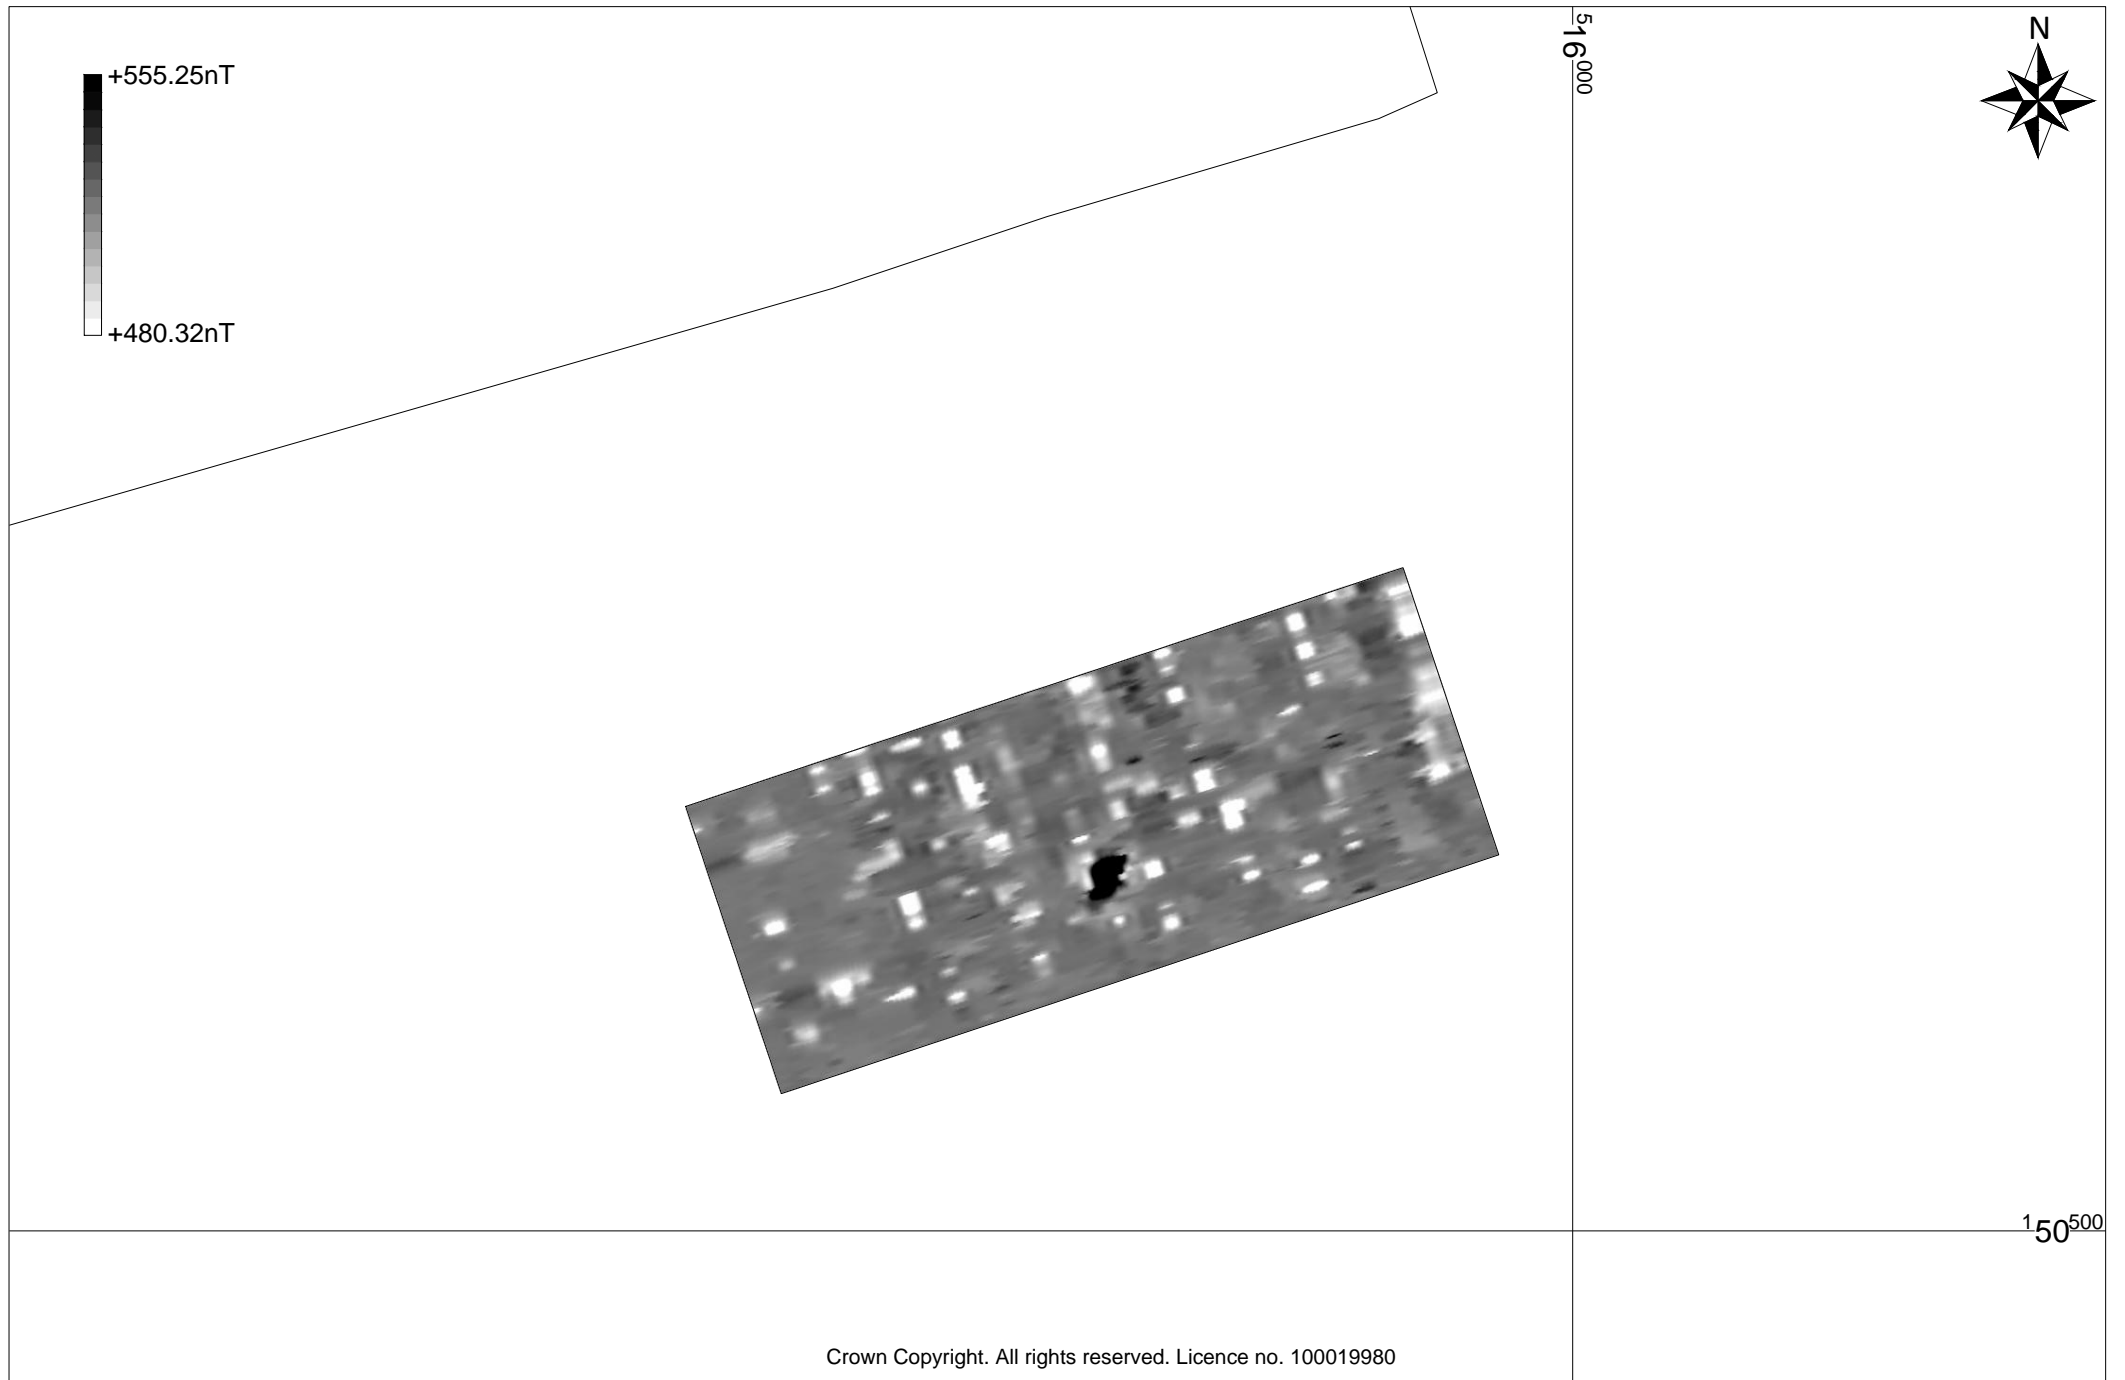 N
+555.25nT
516000
+480.32nT
150500
Crown Copyright. All rights reserved. Licence no. 100019980